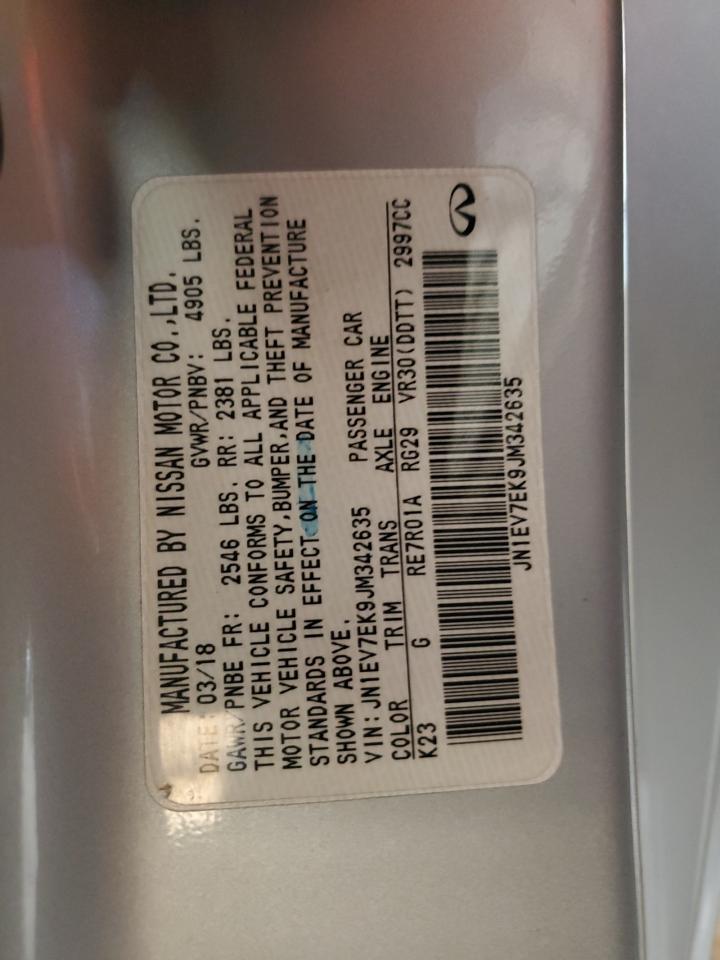 MANUFACTURED BY NISSAN MOTOR CO.,LTD.
DATE: 03/18 GVWR/PNBV: 4905 LBS.
GAWR/PNBE FR: 2546 LBS. RR: 2381 LBS.
THIS VEHICLE CONFORMS TO ALL APPLICABLE FEDERAL
MOTOR VEHICLE SAFETY,BUMPER,AND THEFT PREVENTION
STANDARDS IN EFFECT ON THE DATE OF MANUFACTURE
SHOWN ABOVE.
VIN: JN1EV7EK9JM342635 PASSENGER CAR
COLOR TRIM TRANS AXLE ENGINE
K23 G RE7R01A RG29 VR30(DDTT) 2997CC
JN1EV7EK9JM342635